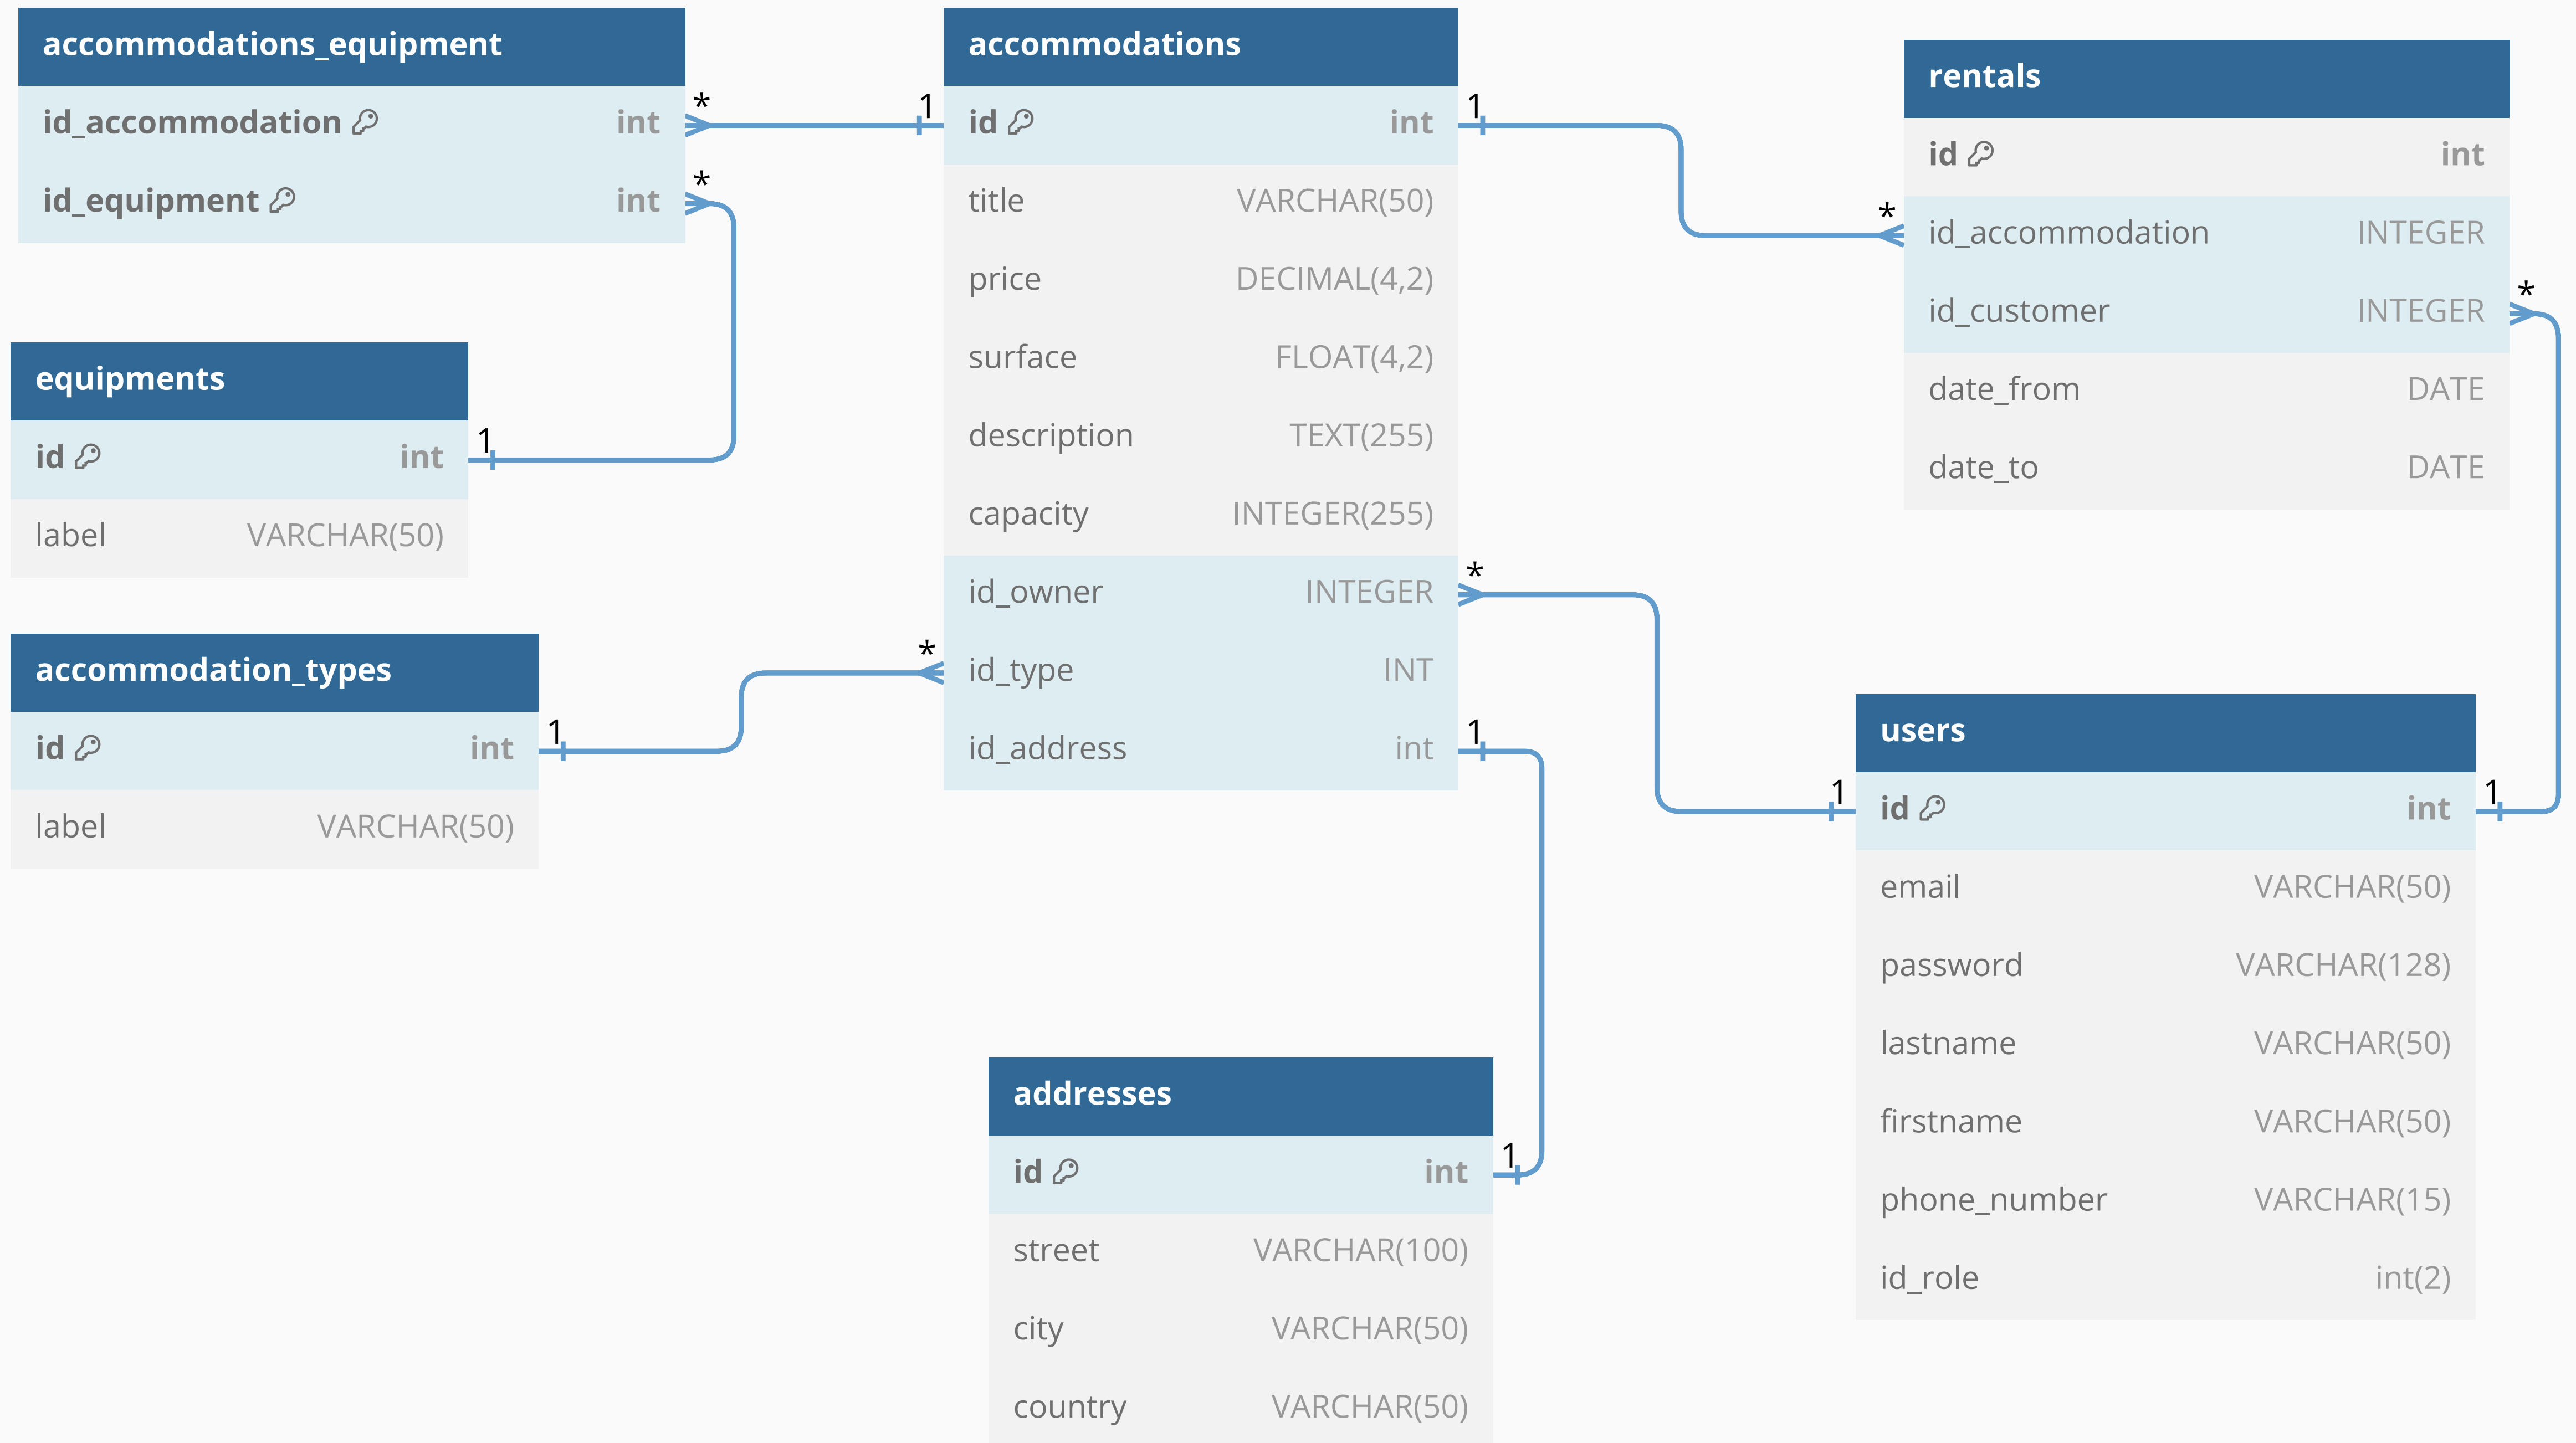 accommodations_equipment
id_accommodation int
id_equipment int
*
*
equipments
id int
label VARCHAR(50)
1
accommodation_types
id int
label VARCHAR(50)
1
accommodations
id int
title VARCHAR(50)
price DECIMAL(4,2)
surface FLOAT(4,2)
description TEXT(255)
capacity INTEGER(255)
id_owner INTEGER
id_type INT
id_address int
1
1
*
*
1
addresses
id int
street VARCHAR(100)
city VARCHAR(50)
country VARCHAR(50)
1
rentals
id int
id_accommodation INTEGER
id_customer INTEGER
date_from DATE
date_to DATE
*
*
users
id int
email VARCHAR(50)
password VARCHAR(128)
lastname VARCHAR(50)
firstname VARCHAR(50)
phone_number VARCHAR(15)
id_role int(2)
1
1